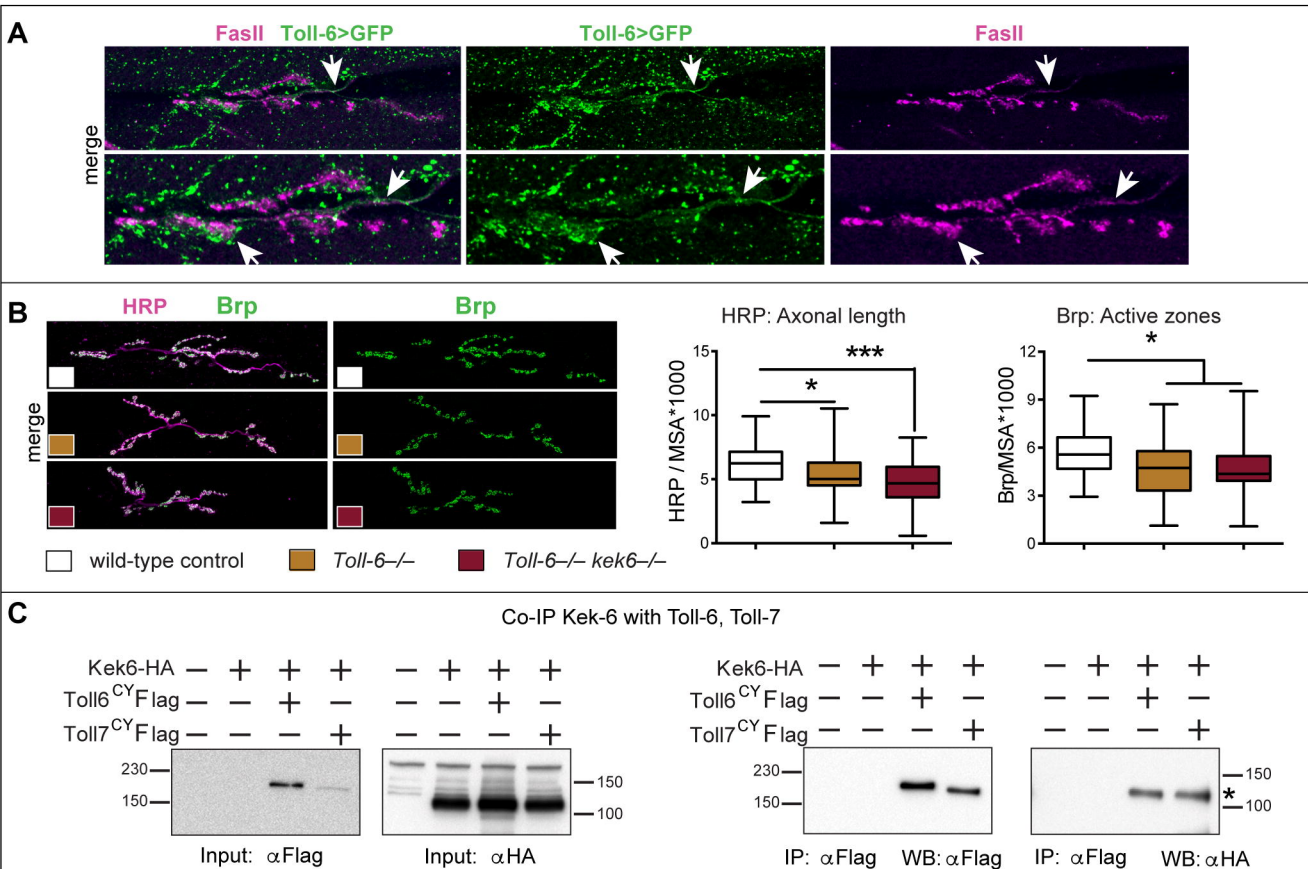 A
FasII Toll-6>GFP
Toll-6>GFP
FasII
merge
B
HRP Brp
Brp
merge
wild-type control
Toll-6–/–
Toll-6–/– kek6–/–
HRP: Axonal length
HRP / MSA*1000
15
10
5
0
*
***
Brp: Active zones
Brp/MSA*1000
12
9
6
3
0
*
C
Co-IP Kek-6 with Toll-6, Toll-7
Kek6-HA – + + + – + + +
Toll6CYFlag – – + – – – + –
Toll7CYFlag – – – + – – – +
230
150
150
100
Input: αFlag
Input: αHA
Kek6-HA – + + + – + + +
Toll6CYFlag – – + – – – + –
Toll7CYFlag – – – + – – – +
230
150
150
* 100
IP: αFlag WB: αFlag
IP: αFlag WB: αHA